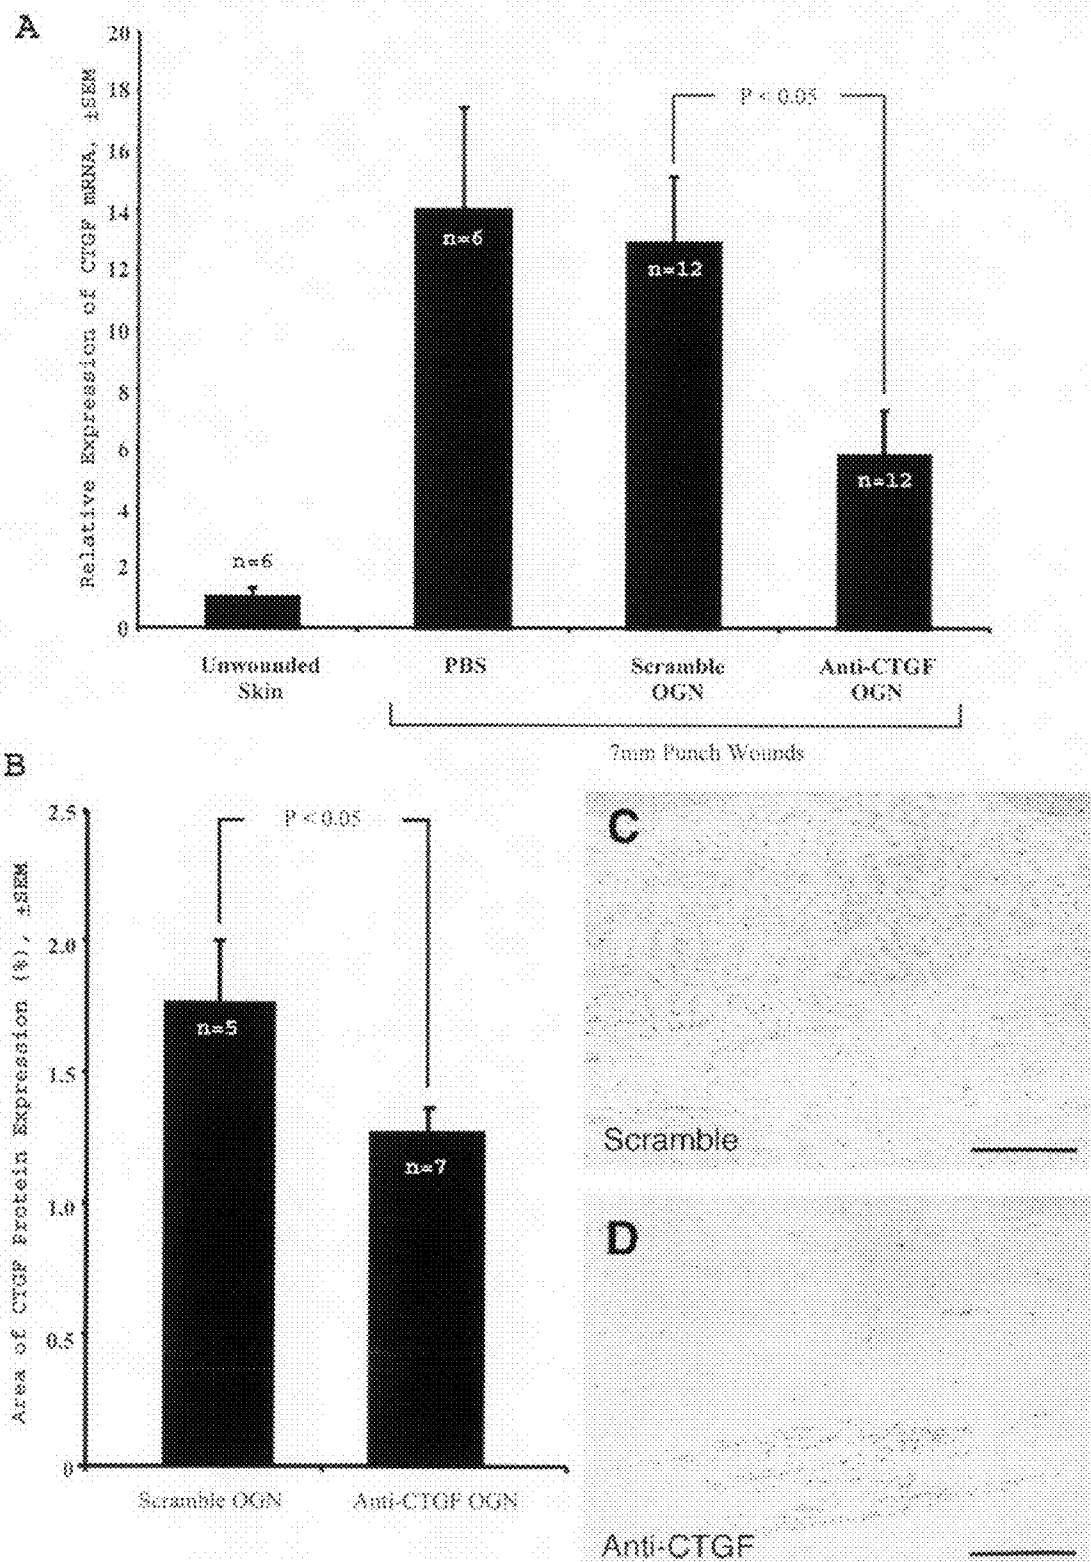 A
Relative Expression of CTGF mRNA, ±SEM
20
18
16
14
12
10
8
6
4
2
0
P < 0.05
n=6
n=6
n=12
n=12
Unwounded Skin
PBS
Scramble OGN
Anti-CTGF OGN
7mm Punch Wounds
B
Area of CTGF Protein Expression (%), ±SEM
2.5
2.0
1.5
1.0
0.5
0
P < 0.05
n=5
n=7
Scramble OGN
Anti-CTGF OGN
C
Scramble
D
Anti-CTGF